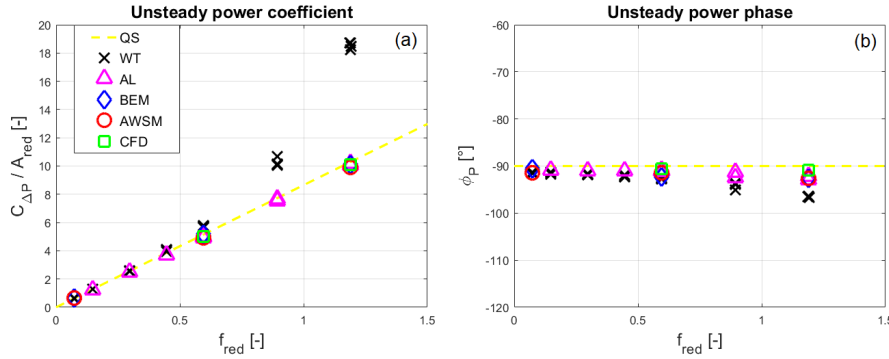 Unsteady power coefficient
(a)
QS
WT
AL
BEM
AWSM
CFD
20
18
16
14
12
10
8
6
4
2
0
0 0.5 1 1.5
C_ΔP / A_red [-]
f_red [-]
Unsteady power phase
(b)
-60
-70
-80
-90
-100
-110
-120
0 0.5 1 1.5
ϕ_P [°]
f_red [-]